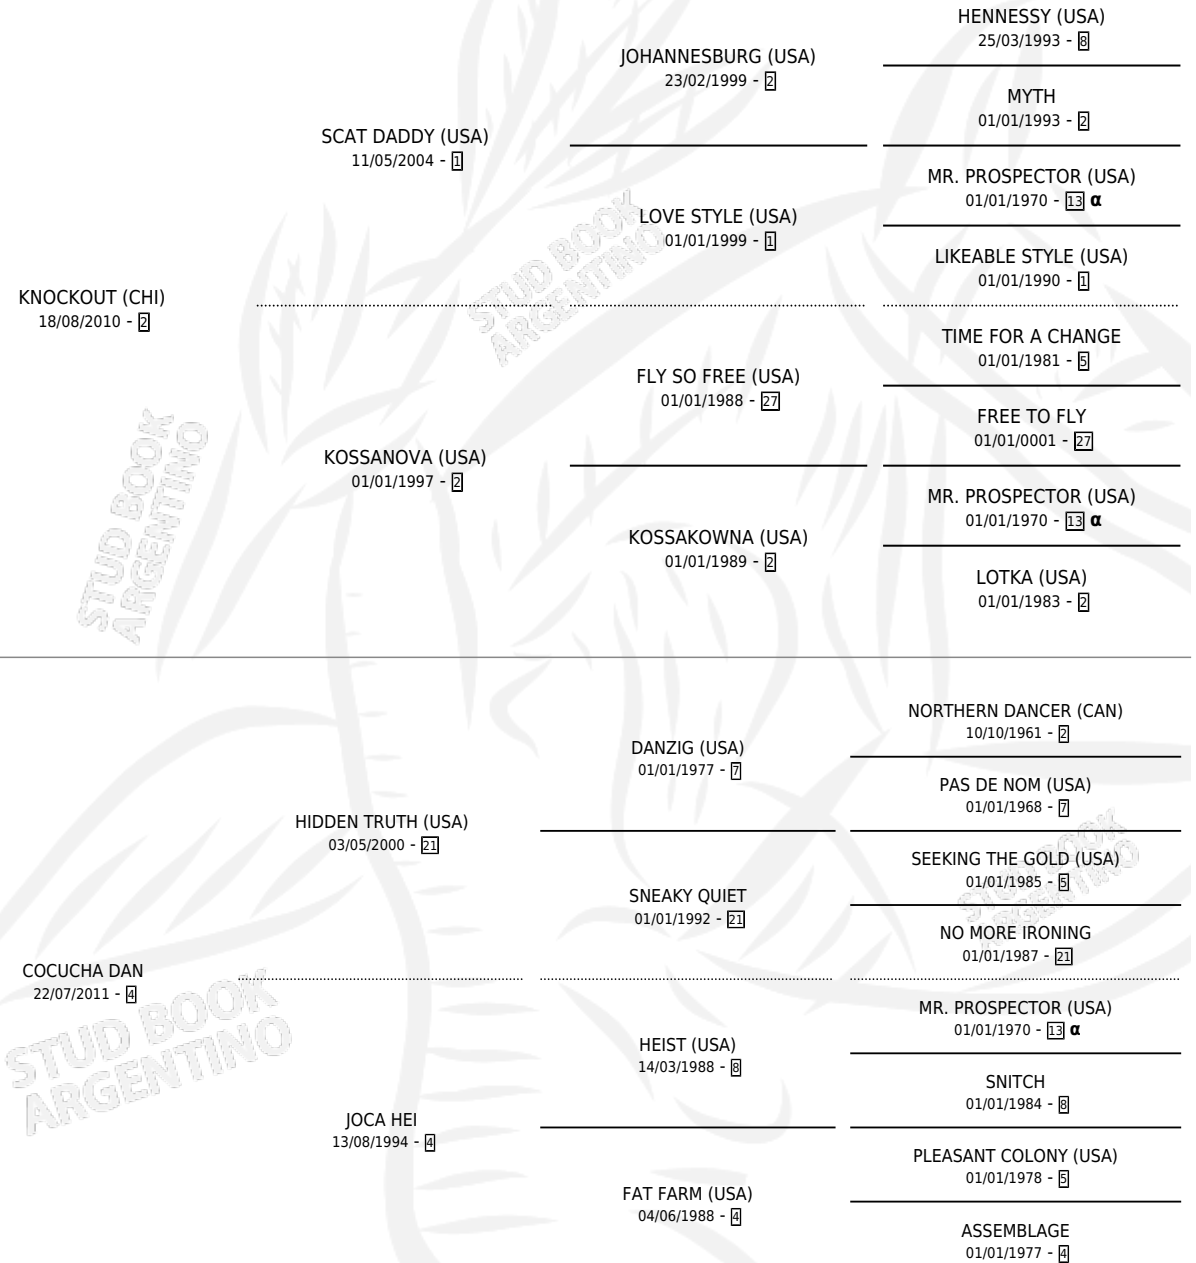 HENNESSY (USA)
25/03/1993 - 8
JOHANNESBURG (USA)
23/02/1999 - 2
MYTH
01/01/1993 - 2
SCAT DADDY (USA)
11/05/2004 - 1
MR. PROSPECTOR (USA)
01/01/1970 - 13 α
LOVE STYLE (USA)
01/01/1999 - 1
LIKEABLE STYLE (USA)
01/01/1990 - 1
KNOCKOUT (CHI)
18/08/2010 - 2
TIME FOR A CHANGE
01/01/1981 - 5
FLY SO FREE (USA)
01/01/1988 - 27
FREE TO FLY
01/01/0001 - 27
KOSSANOVA (USA)
01/01/1997 - 2
MR. PROSPECTOR (USA)
01/01/1970 - 13 α
KOSSAKOWNA (USA)
01/01/1989 - 2
LOTKA (USA)
01/01/1983 - 2
NORTHERN DANCER (CAN)
10/10/1961 - 2
DANZIG (USA)
01/01/1977 - 7
PAS DE NOM (USA)
01/01/1968 - 7
HIDDEN TRUTH (USA)
03/05/2000 - 21
SEEKING THE GOLD (USA)
01/01/1985 - 5
SNEAKY QUIET
01/01/1992 - 21
NO MORE IRONING
01/01/1987 - 21
COCUCHA DAN
22/07/2011 - 4
MR. PROSPECTOR (USA)
01/01/1970 - 13 α
HEIST (USA)
14/03/1988 - 8
SNITCH
01/01/1984 - 8
JOCA HEI
13/08/1994 - 4
PLEASANT COLONY (USA)
01/01/1978 - 5
FAT FARM (USA)
04/06/1988 - 4
ASSEMBLAGE
01/01/1977 - 4
STUD BOOK
ARGENTINO
STUD BOOK
ARGENTINO
STUD BOOK
ARGENTINO
STUD BOOK
ARGENTINO